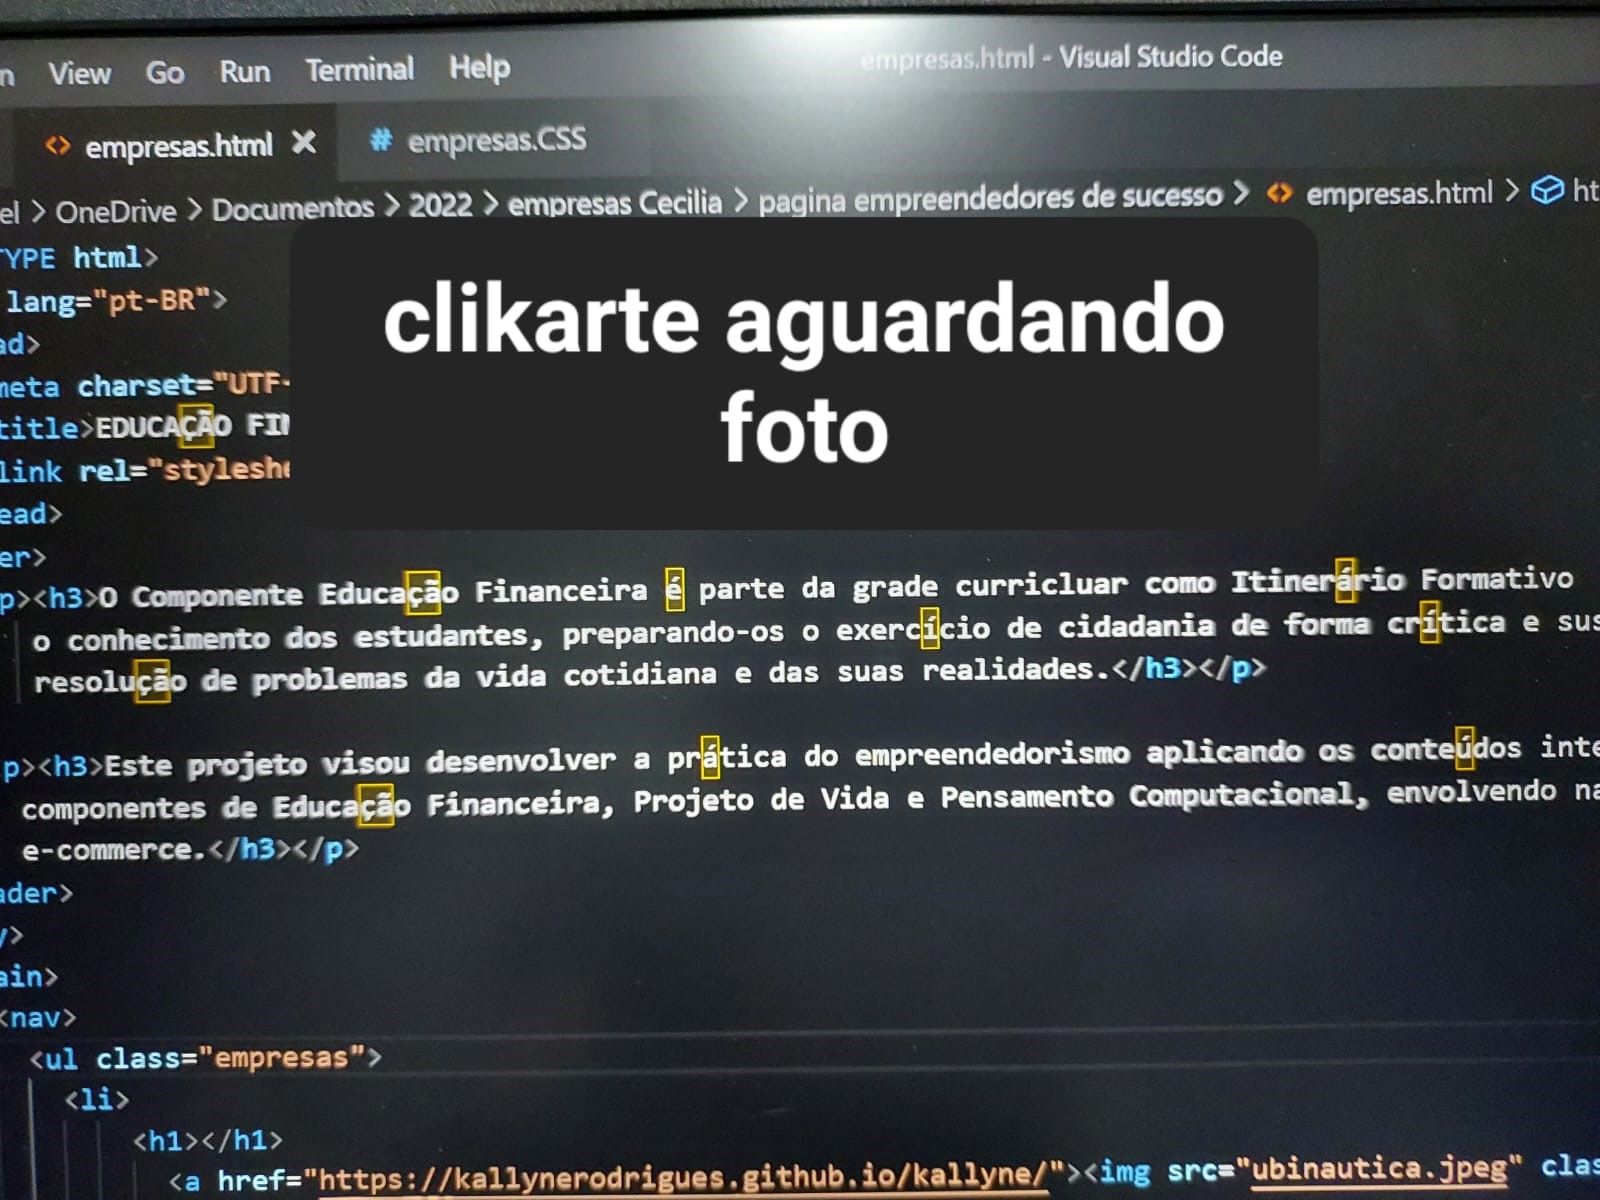 View Go Run Terminal Help empresas.html - Visual Studio Code
<> empresas.html X # empresas.CSS
el > OneDrive > Documentos > 2022 > empresas Cecilia > pagina empreendedores de sucesso > <> empresas.html > ht
TYPE html>
lang="pt-BR">
ad>
meta charset="UTF-
title>EDUCAÇÃO FIN
link rel="styleshe
ead>
clikarte aguardando
foto
er>
p><h3>O Componente Educação Financeira é parte da grade curricluar como Itinerário Formativo
o conhecimento dos estudantes, preparando-os o exercício de cidadania de forma crítica e sus
resolução de problemas da vida cotidiana e das suas realidades.</h3></p>
p><h3>Este projeto visou desenvolver a prática do empreendedorismo aplicando os conteúdos inte
componentes de Educação Financeira, Projeto de Vida e Pensamento Computacional, envolvendo na
e-commerce.</h3></p>
ader>
y>
ain>
<nav>
<ul class="empresas">
<li>
<h1></h1>
<a href="https://kallynerodrigues.github.io/kallyne/"><img src="ubinautica.jpeg" clas